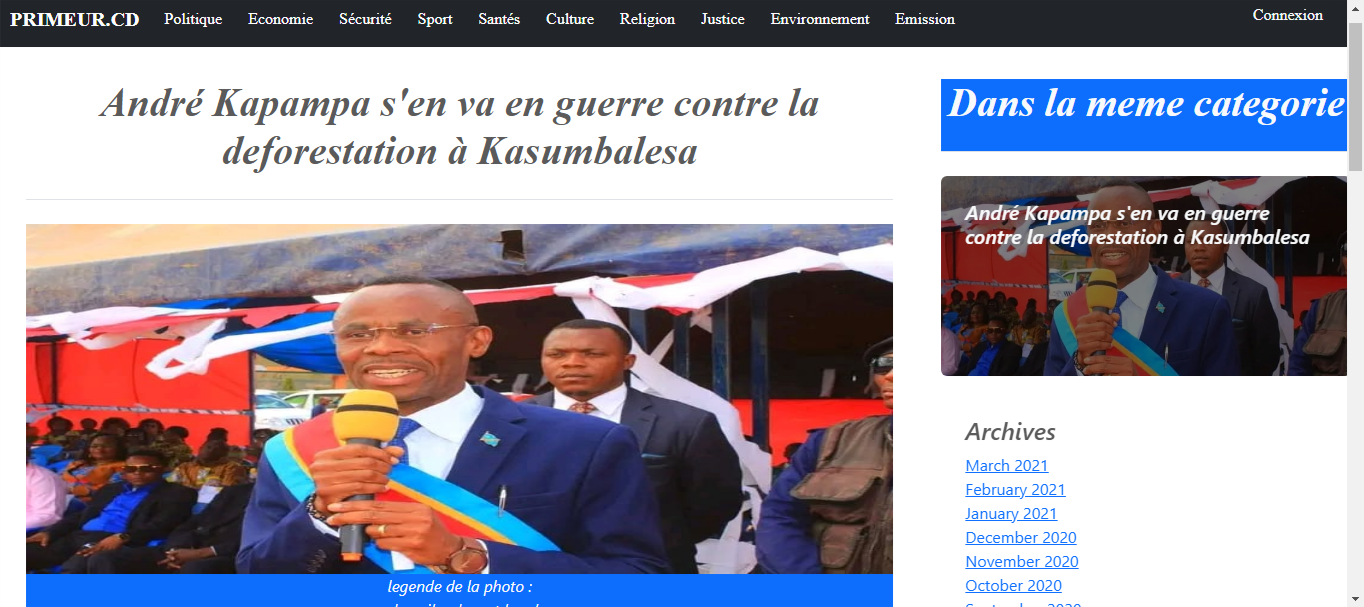 PRIMEUR.CD Politique Economie Sécurité Sport Santés Culture Religion Justice Environnement Emission Connexion
André Kapampa s'en va en guerre contre la
deforestation à Kasumbalesa
legende de la photo :
Dans la meme categorie
André Kapampa s'en va en guerre
contre la deforestation à Kasumbalesa
Archives
March 2021
February 2021
January 2021
December 2020
November 2020
October 2020